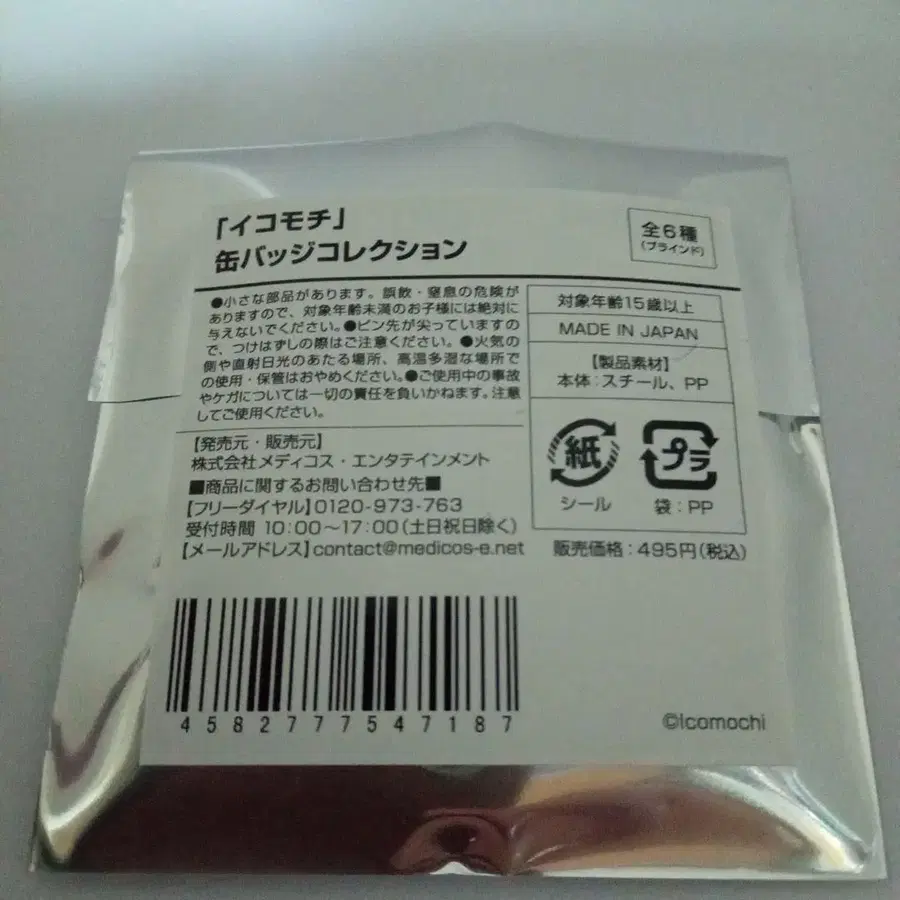 「イコモチ」
缶バッジコレクション
全6種
(ブラインド)
●小さな部品があります。誤飲・窒息の危険が
ありますので、対象年齢未満のお子様には絶対に
与えないでください。●ピン先が尖っていますの
で、つけはずしの際はご注意ください。●火気の
側や直射日光のあたる場所、高温多湿な場所で
の使用・保管はおやめください。●ご使用中の事故
やケガについては一切の責任を負いかねます。注意
してご使用ください。
【発売元・販売元】
株式会社メディコス・エンタテインメント
■商品に関するお問い合わせ先■
【フリーダイヤル】0120-973-763
受付時間 10:00~17:00(土日祝日除く)
【メールアドレス】contact@medicos-e.net
対象年齢15歳以上
MADE IN JAPAN
【製品素材】
本体:スチール、PP
紙
プラ
シール
袋:PP
販売価格:495円(税込)
4582777547187
©Icomochi